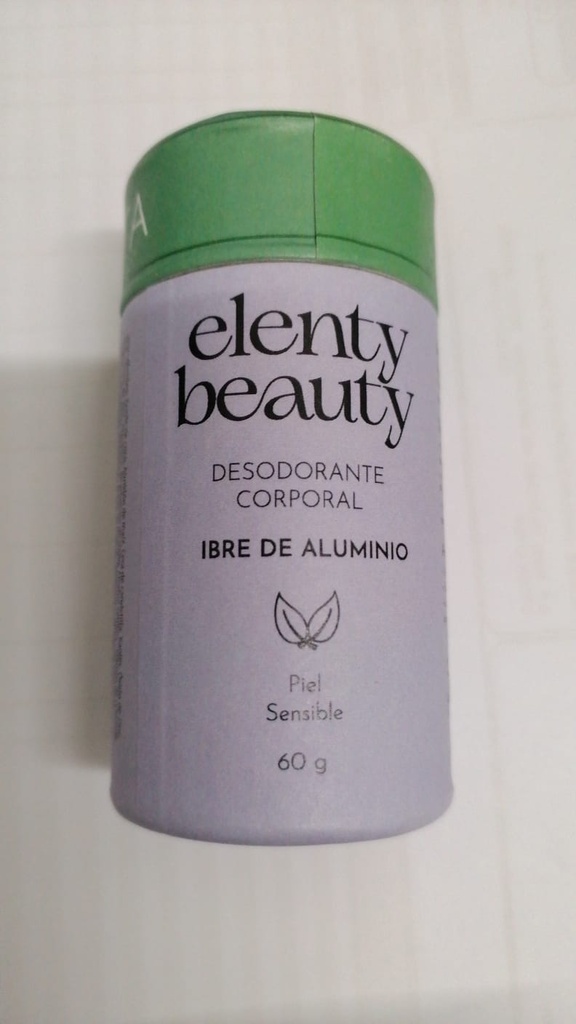 elenty
beauty
DESODORANTE
CORPORAL
IBRE DE ALUMINIO
Piel
Sensible
60 g